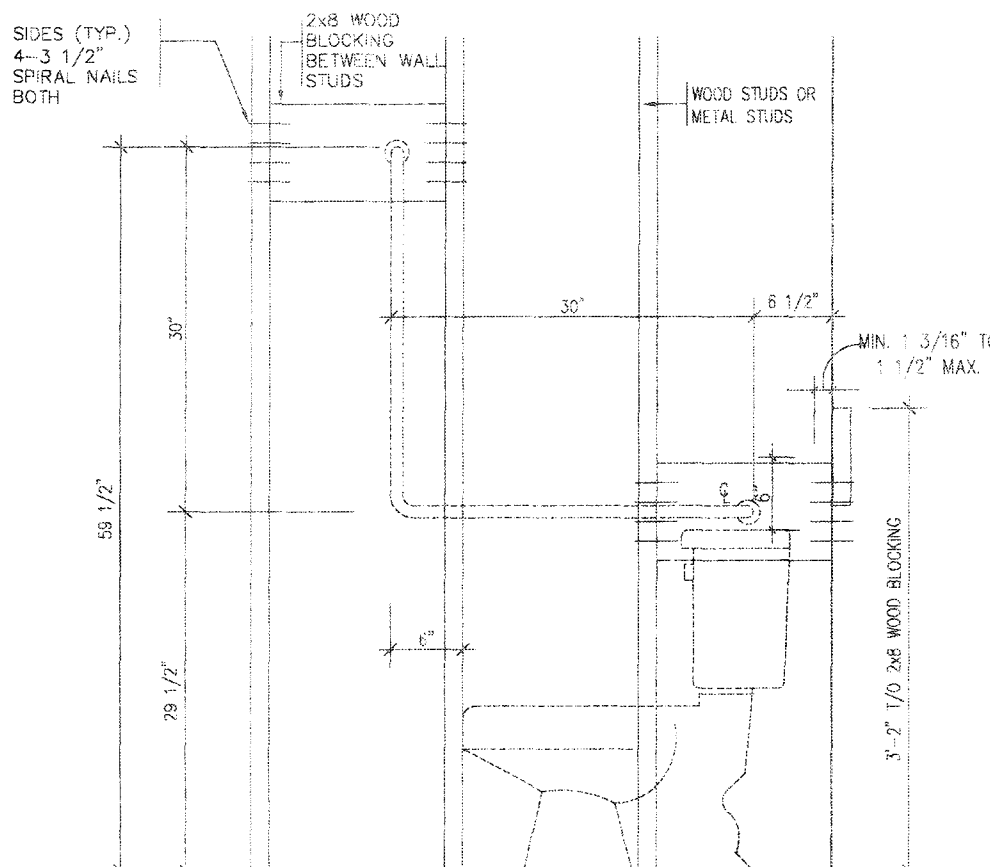 SIDES (TYP.)
4-3 1/2"
SPIRAL NAILS
BOTH
2x8 WOOD
BLOCKING
BETWEEN WALL
STUDS
WOOD STUDS OR
METAL STUDS
30"
6 1/2"
30"
MIN. 1 3/16" TO
1 1/2" MAX.
59 1/2"
6"
6"
29 1/2"
3'-2" T/O 2x8 WOOD BLOCKING